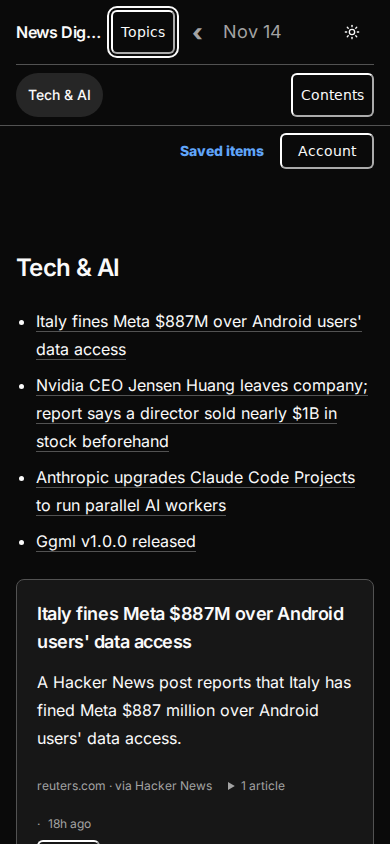 News Dig...
Topics
‹
Nov 14
Tech & AI
Contents
Saved items
Account
Tech & AI
• Italy fines Meta $887M over Android users'
data access
• Nvidia CEO Jensen Huang leaves company;
report says a director sold nearly $1B in
stock beforehand
• Anthropic upgrades Claude Code Projects
to run parallel AI workers
• Ggml v1.0.0 released
Italy fines Meta $887M over Android
users' data access
A Hacker News post reports that Italy has
fined Meta $887 million over Android
users' data access.
reuters.com · via Hacker News ▶ 1 article
· 18h ago